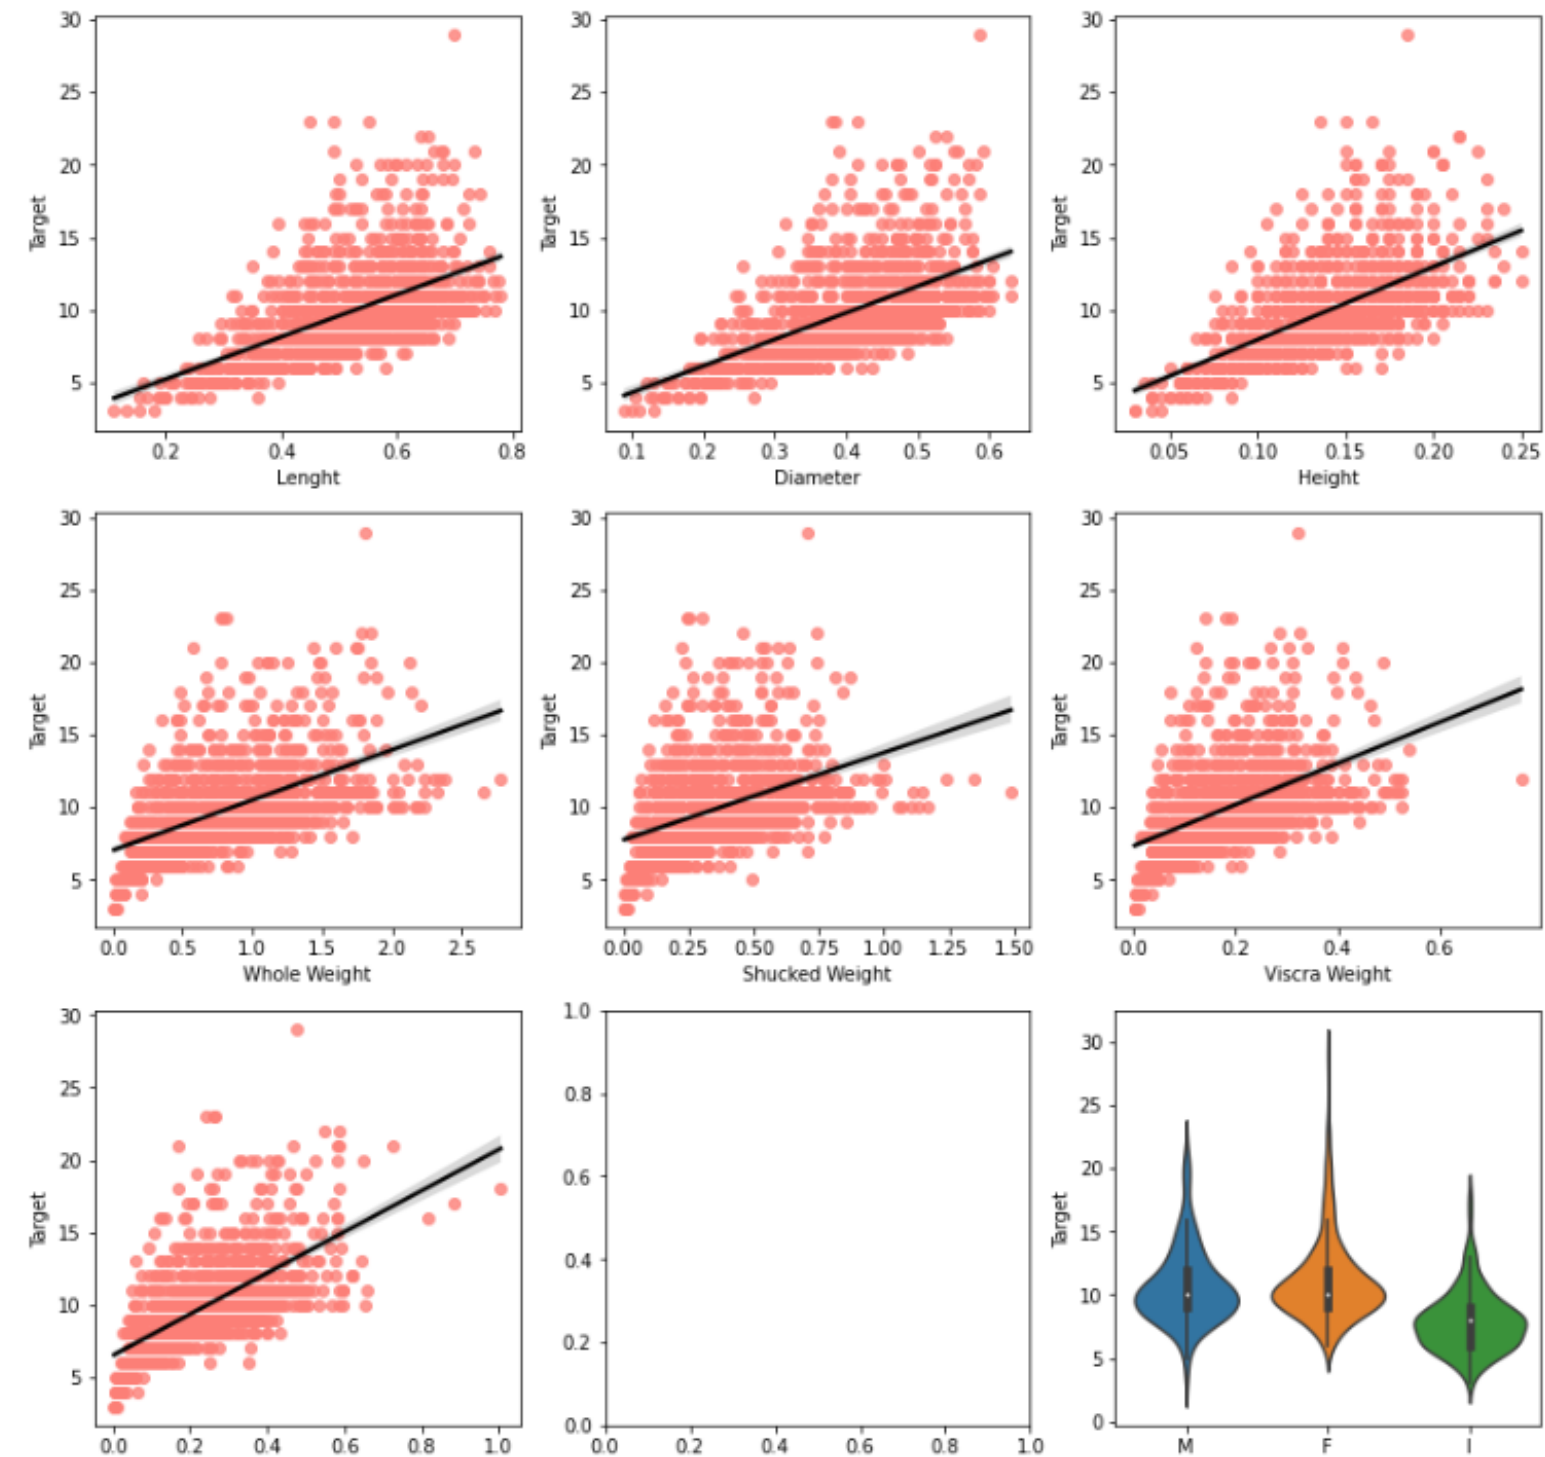 30
25
20
15
10
5
Target
0.2 0.4 0.6 0.8
Lenght
30
25
20
15
10
5
Target
0.1 0.2 0.3 0.4 0.5 0.6
Diameter
30
25
20
15
10
5
Target
0.05 0.10 0.15 0.20 0.25
Height
30
25
20
15
10
5
Target
0.0 0.5 1.0 1.5 2.0 2.5
Whole Weight
30
25
20
15
10
5
Target
0.00 0.25 0.50 0.75 1.00 1.25 1.50
Shucked Weight
30
25
20
15
10
5
Target
0.0 0.2 0.4 0.6
Viscra Weight
30
25
20
15
10
5
Target
0.0 0.2 0.4 0.6 0.8 1.0
1.0
0.8
0.6
0.4
0.2
0.0
0.0 0.2 0.4 0.6 0.8 1.0
30
25
20
15
10
5
0
Target
M F I